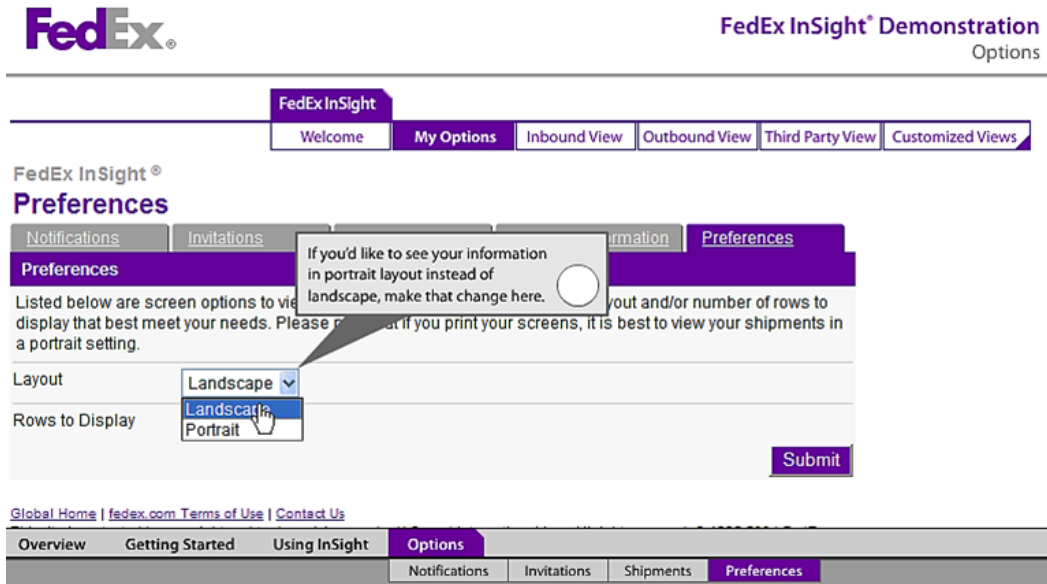 FedEx®
FedEx InSight® Demonstration
Options
FedEx InSight
Welcome
My Options
Inbound View
Outbound View
Third Party View
Customized Views
FedEx InSight ®
Preferences
Notifications
Invitations
Preferences
If you'd like to see your information
in portrait layout instead of
landscape, make that change here.
Preferences
Listed below are screen options to
yout and/or number of rows to
display that best meet your needs. Please
if you print your screens, it is best to view your shipments in
a portrait setting.
Layout
Landscape
Landscape
Portrait
Rows to Display
Submit
Global Home | fedex.com Terms of Use | Contact Us
Overview
Getting Started
Using InSight
Options
Notifications
Invitations
Shipments
Preferences